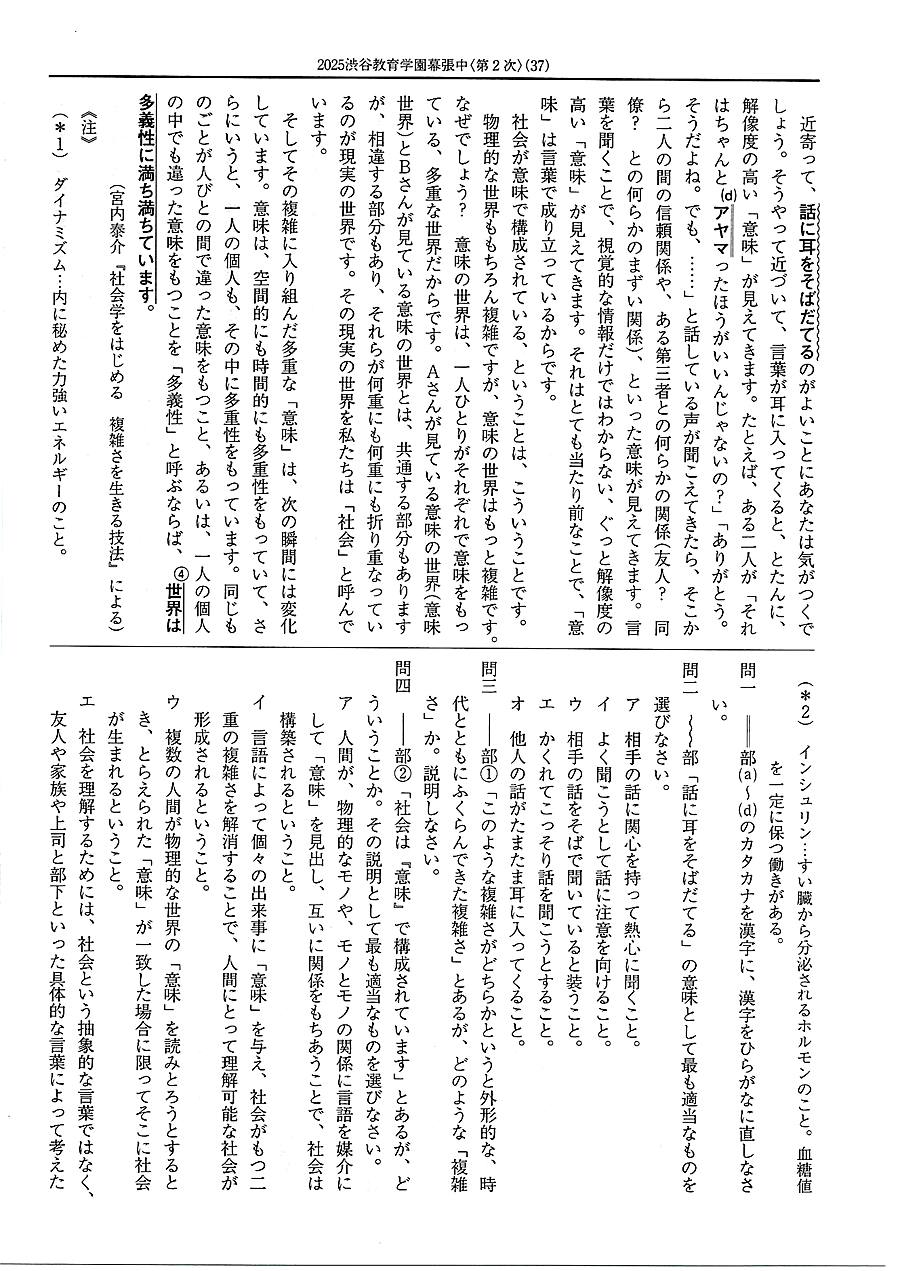 2025渋谷教育学園幕張中〈第2次〉(37)
近寄って、話に耳をそばだてるのがよいことにあなたは気がつくで
しょう。そうやって近づいて、言葉が耳に入ってくると、とたんに、
解像度の高い「意味」が見えてきます。たとえば、ある二人が「それ
はちゃんと(d)アヤマったほうがいいんじゃないの？」「ありがとう。
そうだよね。でも、……」と話している声が聞こえてきたら、そこか
ら二人の間の信頼関係や、ある第三者との何らかの関係(友人？　同
僚？　との何らかのまずい関係)、といった意味が見えてきます。言
葉を聞くことで、視覚的な情報だけではわからない、ぐっと解像度の
高い「意味」が見えてきます。それはとても当たり前なことで、「意
味」は言葉で成り立っているからです。
社会が意味で構成されている、ということは、こういうことです。
物理的な世界ももちろん複雑ですが、意味の世界はもっと複雑です。
なぜでしょう？　意味の世界は、一人ひとりがそれぞれで意味をもっ
ている、多重な世界だからです。Aさんが見ている意味の世界(意味
世界)とBさんが見ている意味の世界とは、共通する部分もあります
が、相違する部分もあり、それらが何重にも何重にも折り重なってい
るのが現実の世界です。その現実の世界を私たちは「社会」と呼んで
います。
そしてその複雑に入り組んだ多重な「意味」は、次の瞬間には変化
しています。意味は、空間的にも時間的にも多重性をもっていて、さ
らにいうと、一人の個人も、その中に多重性をもっています。同じも
のごとが人びとの間で違った意味をもつこと、あるいは、一人の個人
の中でも違った意味をもつことを「多義性」と呼ぶならば、④世界は
多義性に満ち満ちています。
(宮内泰介『社会学をはじめる　複雑さを生きる技法』による)
《注》
(＊1)　ダイナミズム…内に秘めた力強いエネルギーのこと。
(＊2)　インシュリン…すい臓から分泌されるホルモンのこと。血糖値
を一定に保つ働きがある。
問一　══部(a)～(d)のカタカナを漢字に、漢字をひらがなに直しなさ
い。
問二　～～部「話に耳をそばだてる」の意味として最も適当なものを
選びなさい。
ア　相手の話に関心を持って熱心に聞くこと。
イ　よく聞こうとして話に注意を向けること。
ウ　相手の話をそばで聞いていると装うこと。
エ　かくれてこっそり話を聞こうとすること。
オ　他人の話がたまたま耳に入ってくること。
問三　――部①「このような複雑さがどちらかというと外形的な、時
代とともにふくらんできた複雑さ」とあるが、どのような「複雑
さ」か。説明しなさい。
問四　――部②「社会は『意味』で構成されています」とあるが、ど
ういうことか。その説明として最も適当なものを選びなさい。
ア　人間が、物理的なモノや、モノとモノの関係に言語を媒介に
して「意味」を見出し、互いに関係をもちあうことで、社会は
構築されるということ。
イ　言語によって個々の出来事に「意味」を与え、社会がもつ二
重の複雑さを解消することで、人間にとって理解可能な社会が
形成されるということ。
ウ　複数の人間が物理的な世界の「意味」を読みとろうとすると
き、とらえられた「意味」が一致した場合に限ってそこに社会
が生まれるということ。
エ　社会を理解するためには、社会という抽象的な言葉ではなく、
友人や家族や上司と部下といった具体的な言葉によって考えた